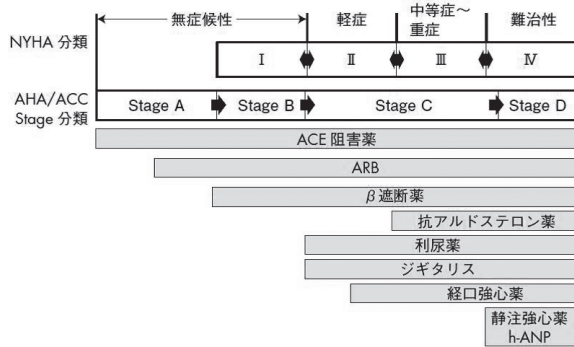 無症候性
軽症
中等症～
重症
難治性
NYHA 分類
Ⅰ
Ⅱ
Ⅲ
Ⅳ
AHA/ACC
Stage 分類
Stage A
Stage B
Stage C
Stage D
ACE 阻害薬
ARB
β遮断薬
抗アルドステロン薬
利尿薬
ジギタリス
経口強心薬
静注強心薬
h-ANP